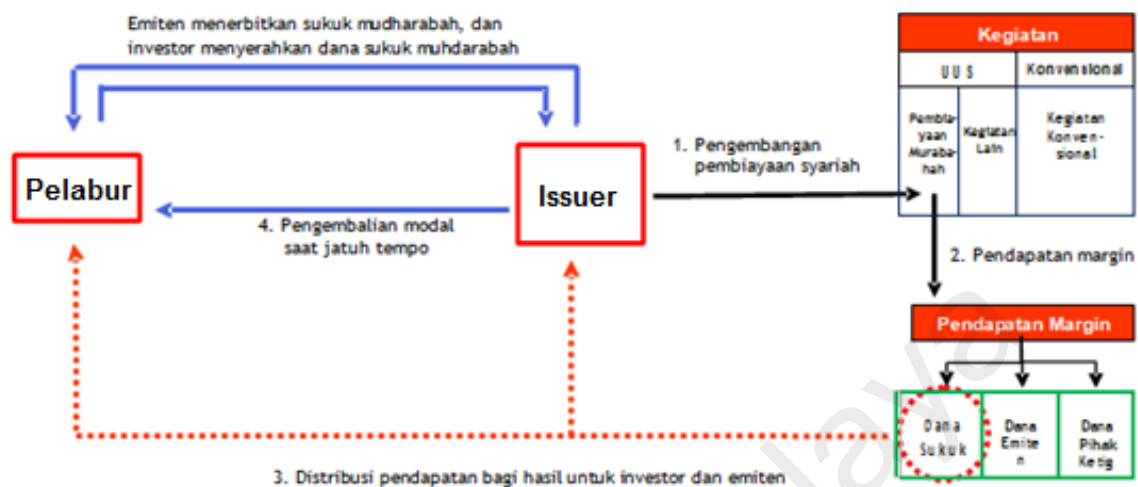 Emiten menerbitkan sukuk mudharabah, dan
investor menyerahkan dana sukuk muhdarabah
Pelabur
Issuer
4. Pengembalian modal
saat jatuh tempo
1. Pengembangan
pembiayaan syariah
Kegiatan
UUS
Konvensional
Pembia-
yaan
Muraba-
hah
Kegiatan
Lain
Kegiatan
Konven-
sional
2. Pendapatan margin
Pendapatan Margin
Dana
Sukuk
Dana
Emite
n
Dana
Pihak
Ketig
3. Distribusi pendapatan bagi hasil untuk investor dan emiten
laya